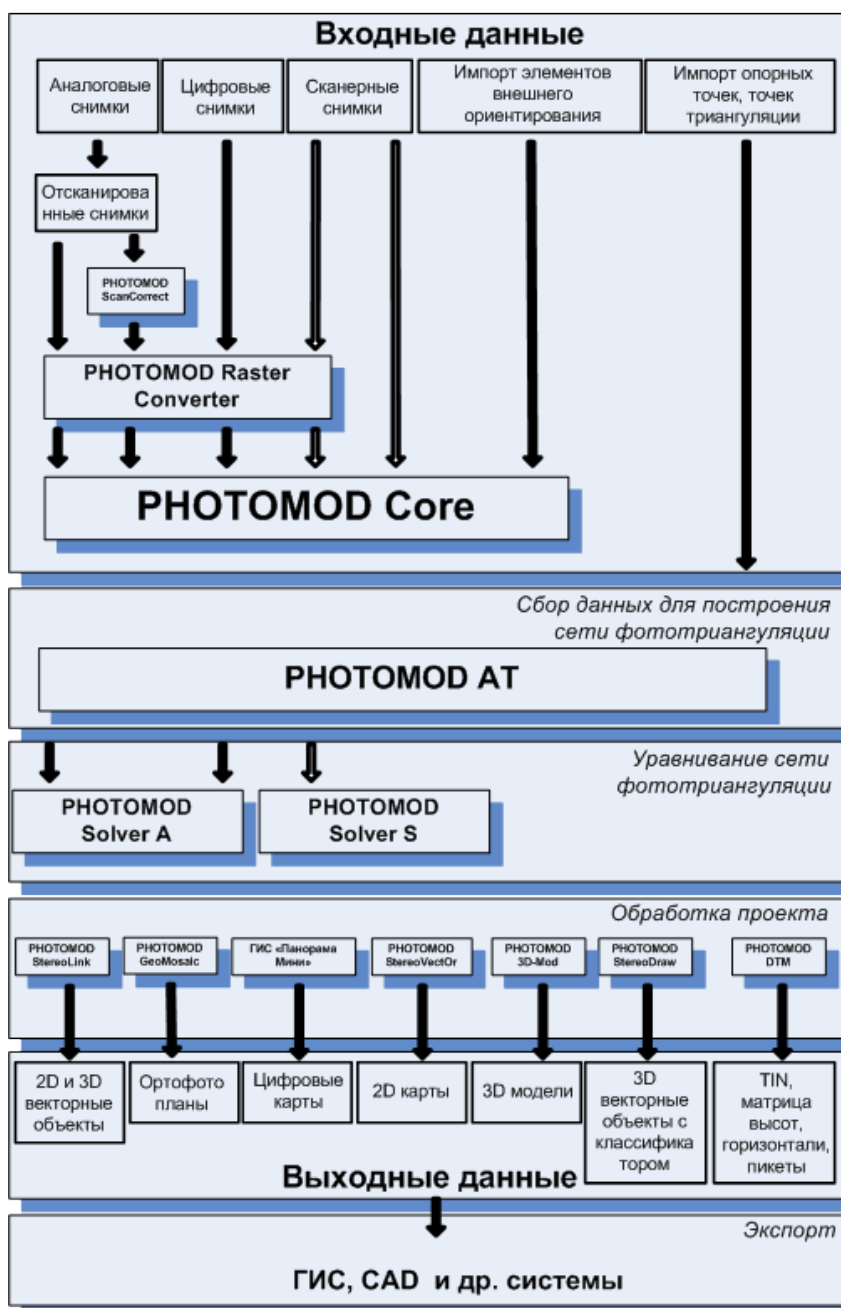 Входные данные
Аналоговые
снимки
Цифровые
снимки
Сканерные
снимки
Импорт элементов
внешнего
ориентирования
Импорт опорных
точек, точек
триангуляции
Отсканирова
нные снимки
PHOTOMOD
ScanCorrect
PHOTOMOD Raster
Converter
PHOTOMOD Core
Сбор данных для построения
сети фототриангуляции
PHOTOMOD AT
Уравнивание сети
фототриангуляции
PHOTOMOD
Solver A
PHOTOMOD
Solver S
Обработка проекта
PHOTOMOD
StereoLink
PHOTOMOD
GeoMosaic
ГИС «Панорама
Мини»
PHOTOMOD
StereoVectOr
PHOTOMOD
3D-Mod
PHOTOMOD
StereoDraw
PHOTOMOD
DTM
2D и 3D
векторные
объекты
Ортофото
планы
Цифровые
карты
2D карты
3D модели
3D
векторные
объекты с
классифика
тором
TIN,
матрица
высот,
горизонтали,
пикеты
Выходные данные
Экспорт
ГИС, CAD и др. системы